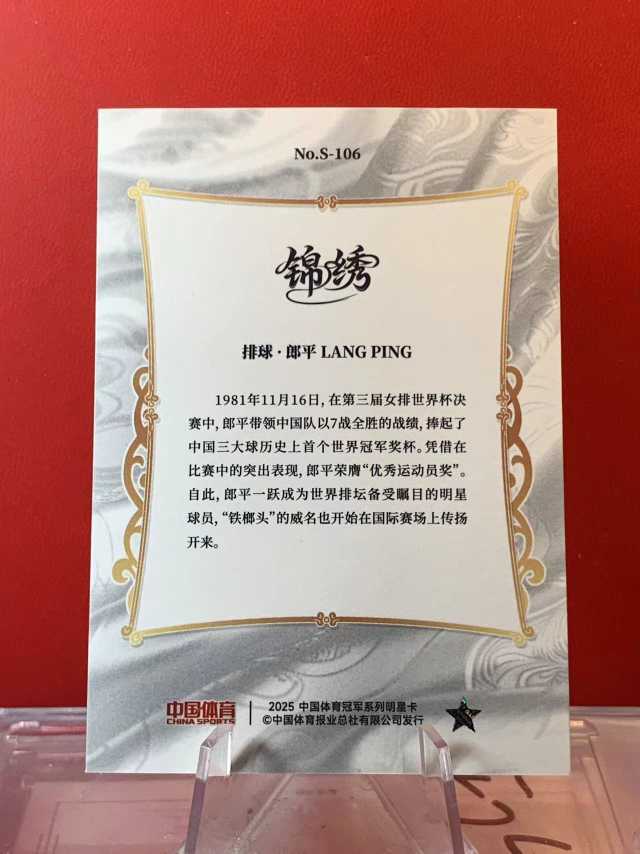 No.S-106
锦绣
排球·郎平 LANG PING
1981年11月16日, 在第三届女排世界杯决
赛中, 郎平带领中国队以7战全胜的战绩, 捧起了
中国三大球历史上首个世界冠军奖杯。凭借在
比赛中的突出表现, 郎平荣膺“优秀运动员奖”。
自此, 郎平一跃成为世界排坛备受瞩目的明星
球员, “铁榔头”的威名也开始在国际赛场上传扬
开来。
中国体育
CHINA SPORTS
2025 中国体育冠军系列明星卡
©中国体育报业总社有限公司发行